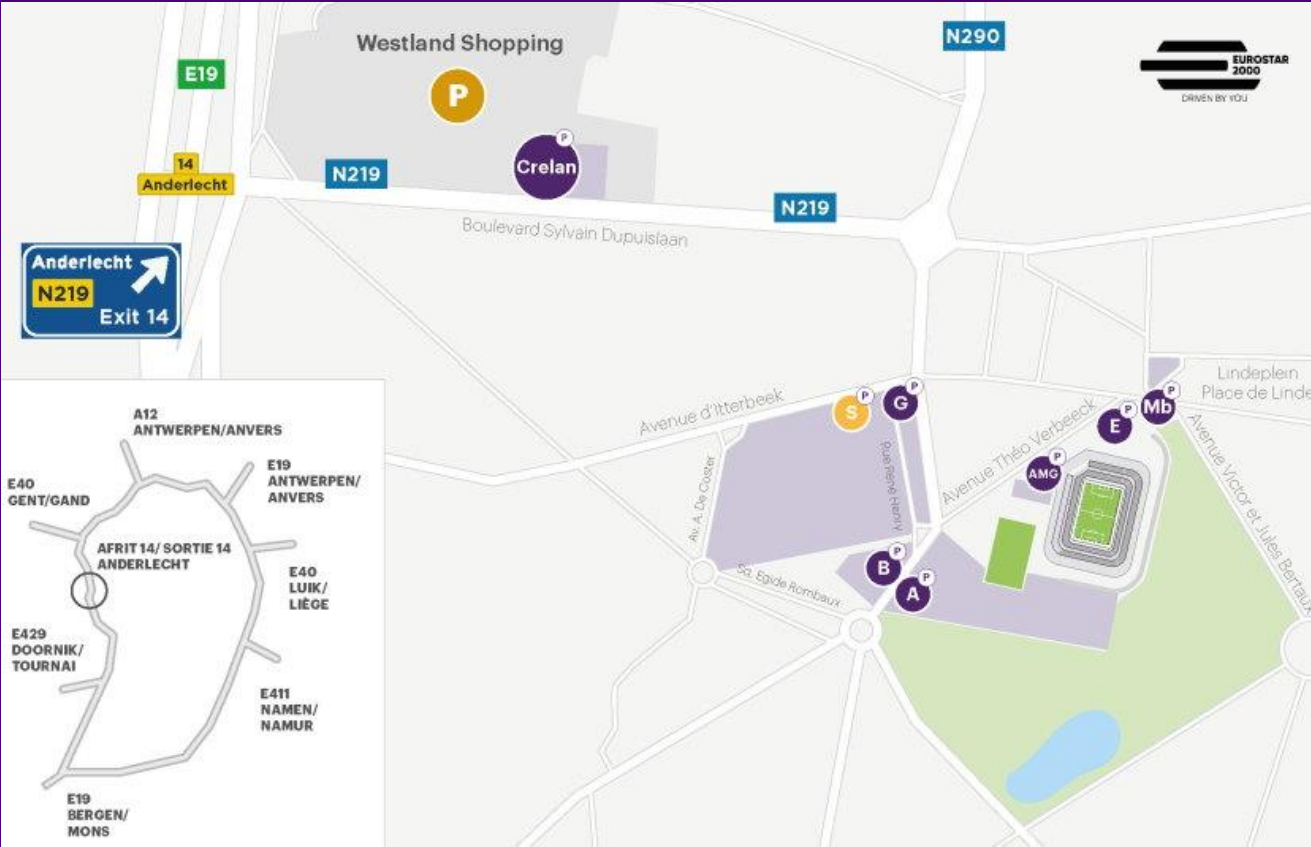 Westland Shopping
P
N290
EUROSTAR
2000
DRIVEN BY YOU
E19
P
Crelan
14
Anderlecht
N219
N219
Boulevard Sylvain Dupuislaan
Anderlecht
N219
Exit 14
Lindeplein
Place de Linde
Avenue d'Itterbeek
P
S
P
G
P
E
P
Mb
Avenue Théo Verbeeck
P
AMG
Rue René Henry
Av. A. De Coster
Avenue Victor et Jules Bertaux
P
B
P
A
Sq. Egide Rombaux
A12
ANTWERPEN/ANVERS
E19
ANTWERPEN/
ANVERS
E40
GENT/GAND
AFRIT 14/ SORTIE 14
ANDERLECHT
E40
LUIK/
LIÈGE
E429
DOORNIK/
TOURNAI
E411
NAMEN/
NAMUR
E19
BERGEN/
MONS